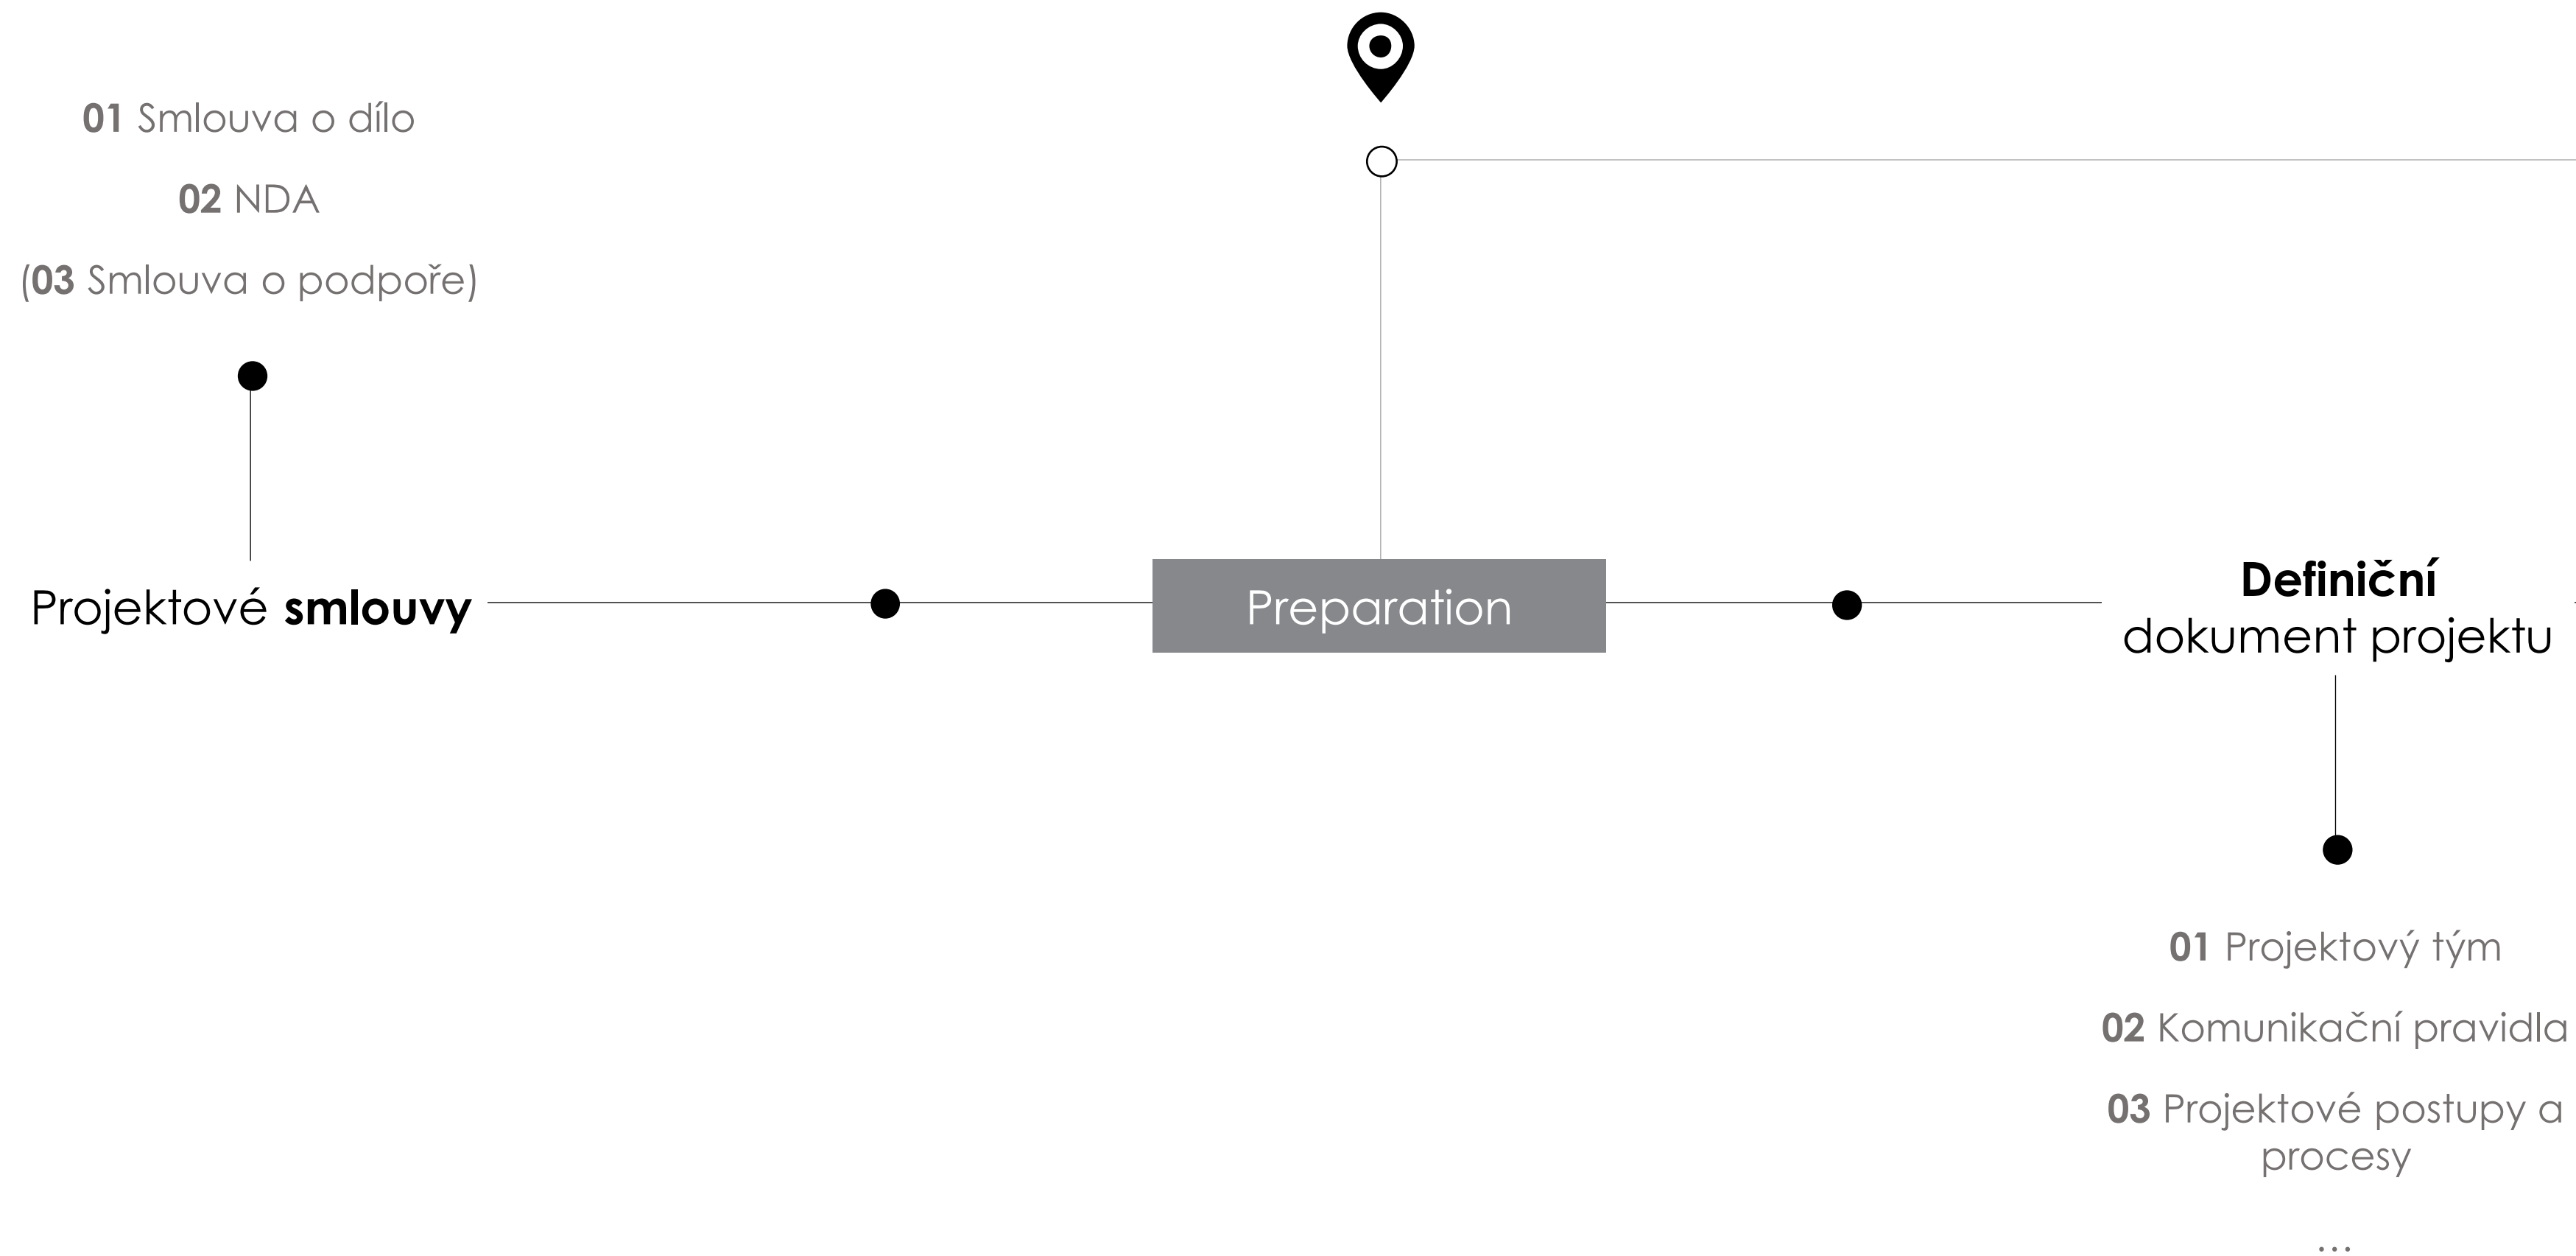 01 Smlouva o dílo
02 NDA
(03 Smlouva o podpoře)
Projektové smlouvy
Preparation
Definiční
dokument projektu
01 Projektový tým
02 Komunikační pravidla
03 Projektové postupy a
procesy
...